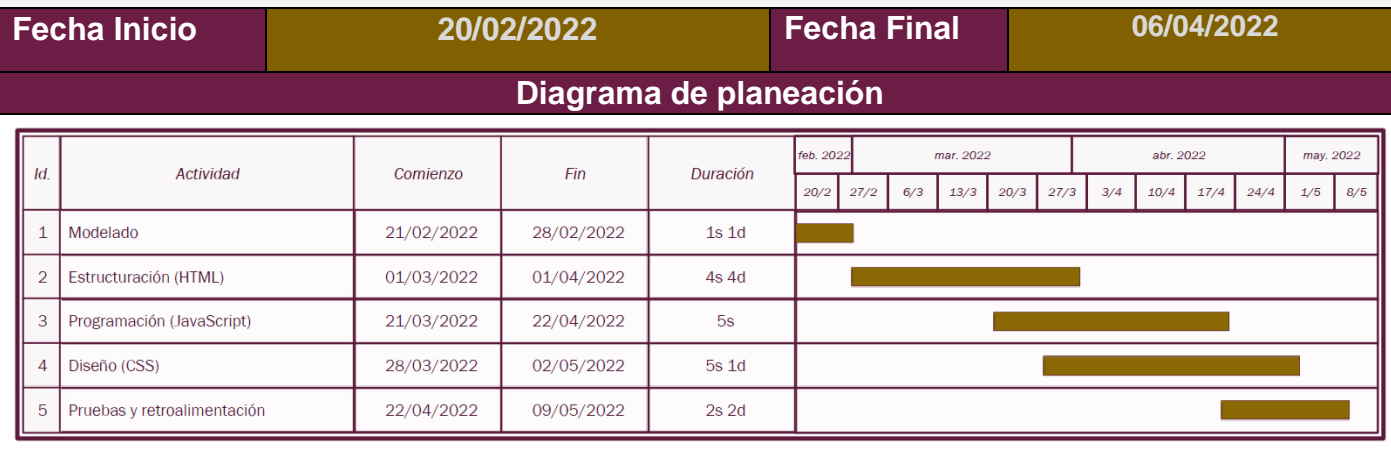 Fecha Inicio 20/02/2022 Fecha Final 06/04/2022
Diagrama de planeación
Id. Actividad Comienzo Fin Duración
feb. 2022 mar. 2022 abr. 2022 may. 2022
20/2 27/2 6/3 13/3 20/3 27/3 3/4 10/4 17/4 24/4 1/5 8/5
1 Modelado 21/02/2022 28/02/2022 1s 1d
2 Estructuración (HTML) 01/03/2022 01/04/2022 4s 4d
3 Programación (JavaScript) 21/03/2022 22/04/2022 5s
4 Diseño (CSS) 28/03/2022 02/05/2022 5s 1d
5 Pruebas y retroalimentación 22/04/2022 09/05/2022 2s 2d